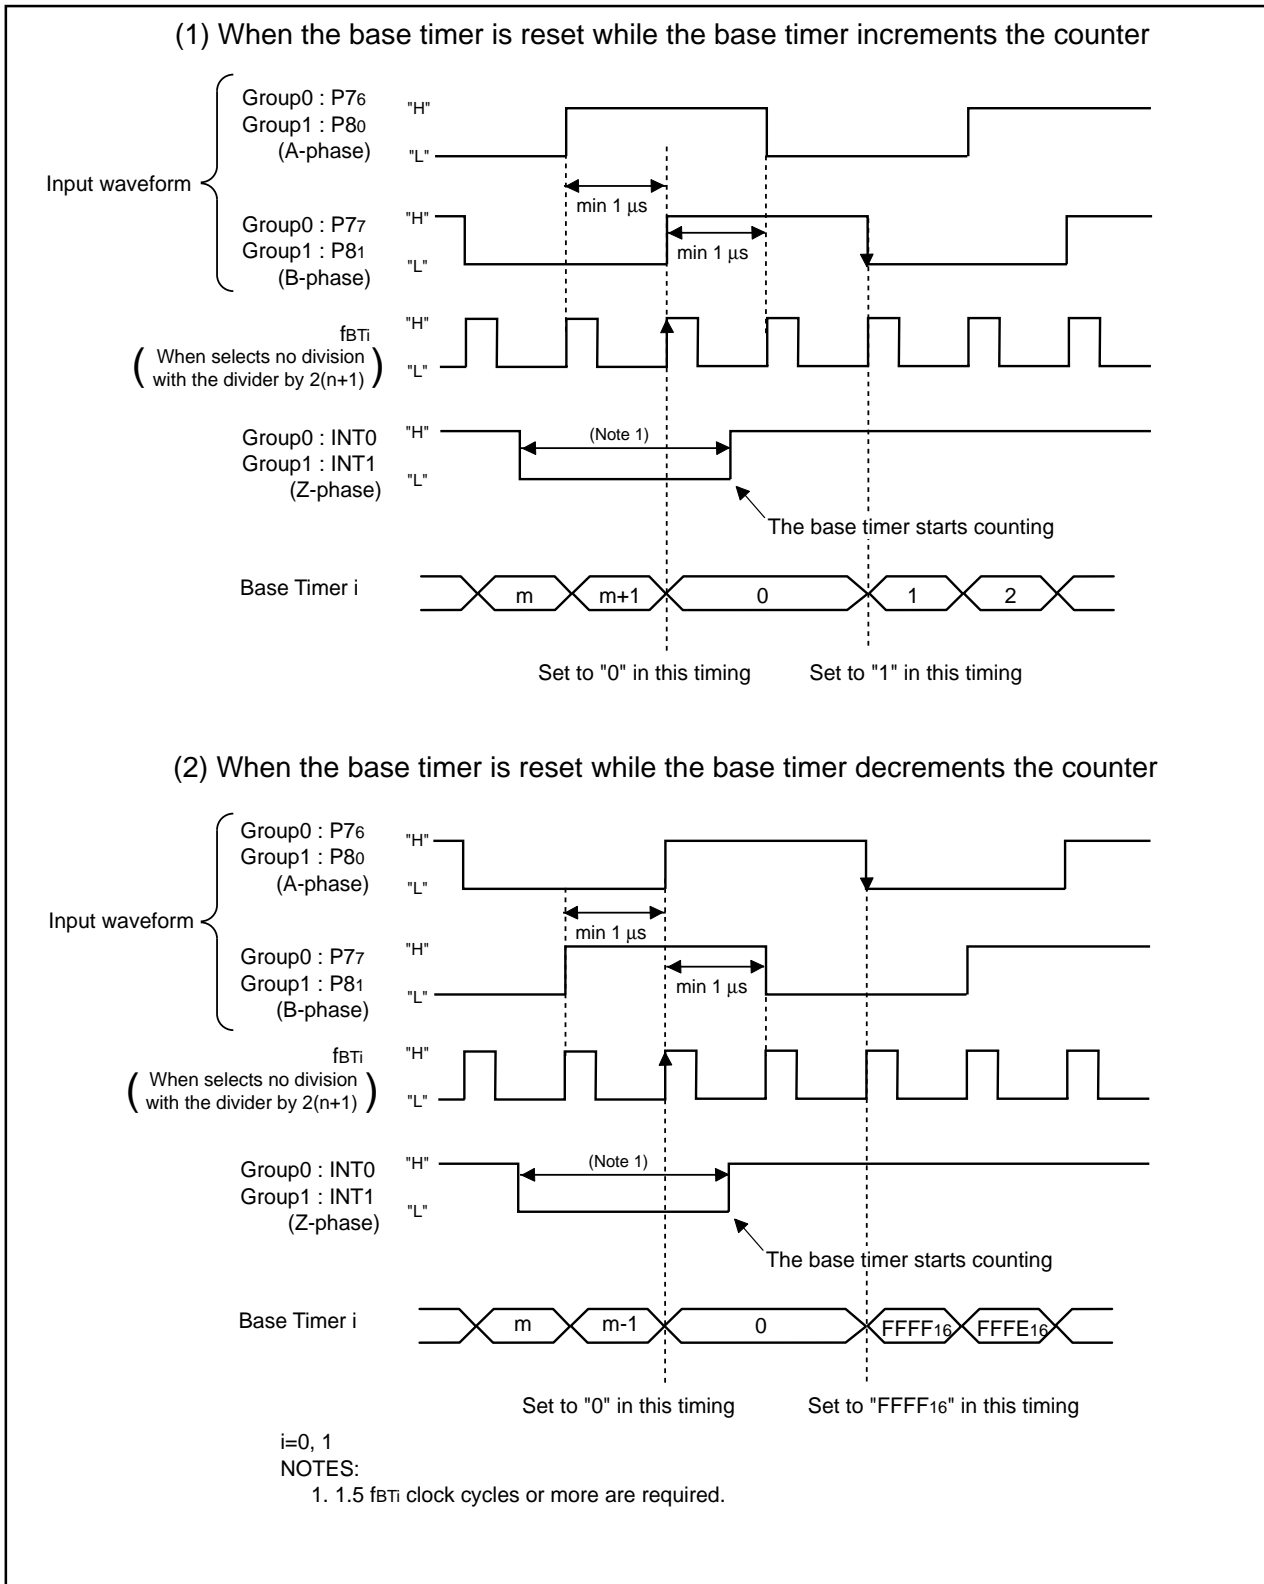 (1) When the base timer is reset while the base timer increments the counter
Input waveform
Group0 : P76
Group1 : P80
(A-phase)
"H"
"L"
min 1 μs
Group0 : P77
Group1 : P81
(B-phase)
"H"
"L"
min 1 μs
fBTi
(When selects no division
with the divider by 2(n+1))
"H"
"L"
Group0 : INT0
Group1 : INT1
(Z-phase)
"H"
"L"
(Note 1)
The base timer starts counting
Base Timer i
m
m+1
0
1
2
Set to "0" in this timing
Set to "1" in this timing
(2) When the base timer is reset while the base timer decrements the counter
Input waveform
Group0 : P76
Group1 : P80
(A-phase)
"H"
"L"
min 1 μs
Group0 : P77
Group1 : P81
(B-phase)
"H"
"L"
min 1 μs
fBTi
(When selects no division
with the divider by 2(n+1))
"H"
"L"
Group0 : INT0
Group1 : INT1
(Z-phase)
"H"
"L"
(Note 1)
The base timer starts counting
Base Timer i
m
m-1
0
FFFF16
FFFE16
Set to "0" in this timing
Set to "FFFF16" in this timing
i=0, 1
NOTES:
1. 1.5 fBTi clock cycles or more are required.